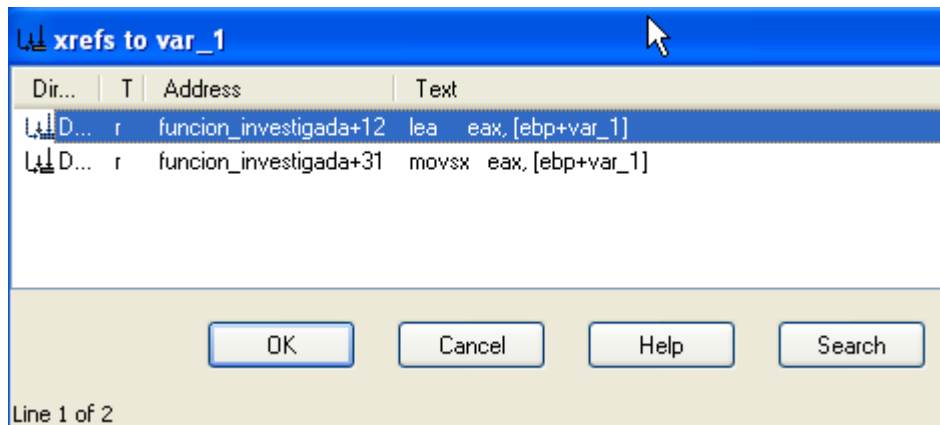 xrefs to var_1
Dir... T Address Text
D... r funcion_investigada+12 lea eax, [ebp+var_1]
D... r funcion_investigada+31 movsx eax, [ebp+var_1]
OK Cancel Help Search
Line 1 of 2